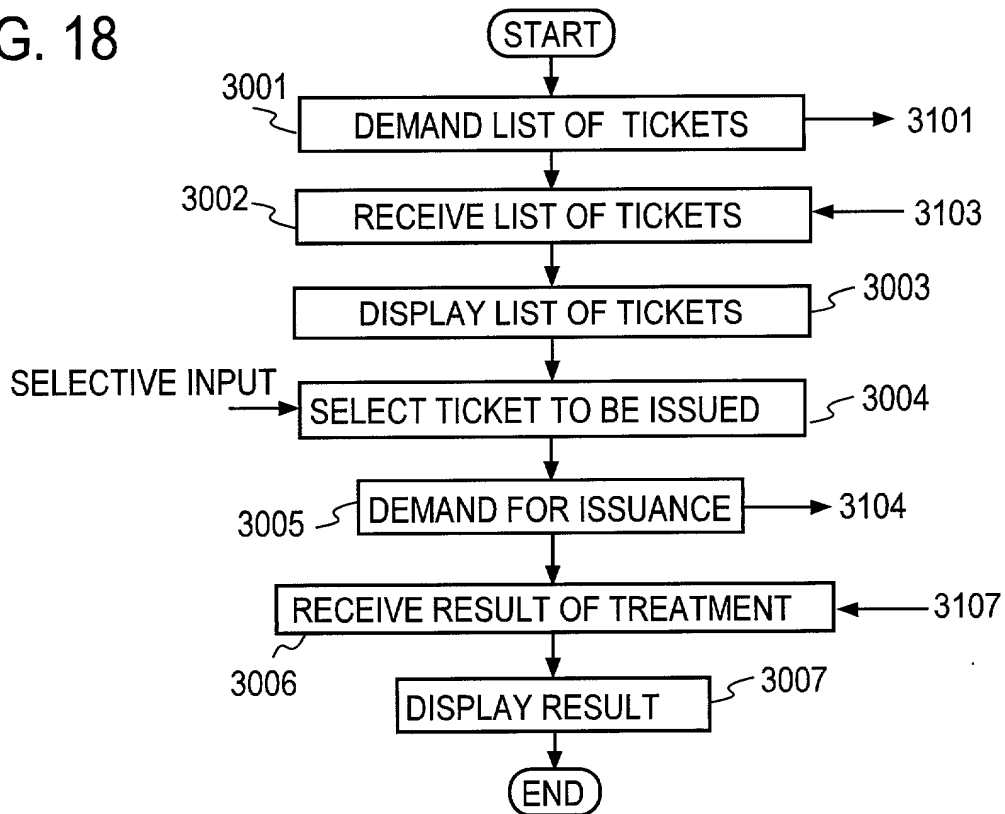 G. 18
START
3001
DEMAND LIST OF TICKETS
3101
3002
RECEIVE LIST OF TICKETS
3103
DISPLAY LIST OF TICKETS
3003
SELECTIVE INPUT
SELECT TICKET TO BE ISSUED
3004
3005
DEMAND FOR ISSUANCE
3104
RECEIVE RESULT OF TREATMENT
3107
3006
DISPLAY RESULT
3007
END